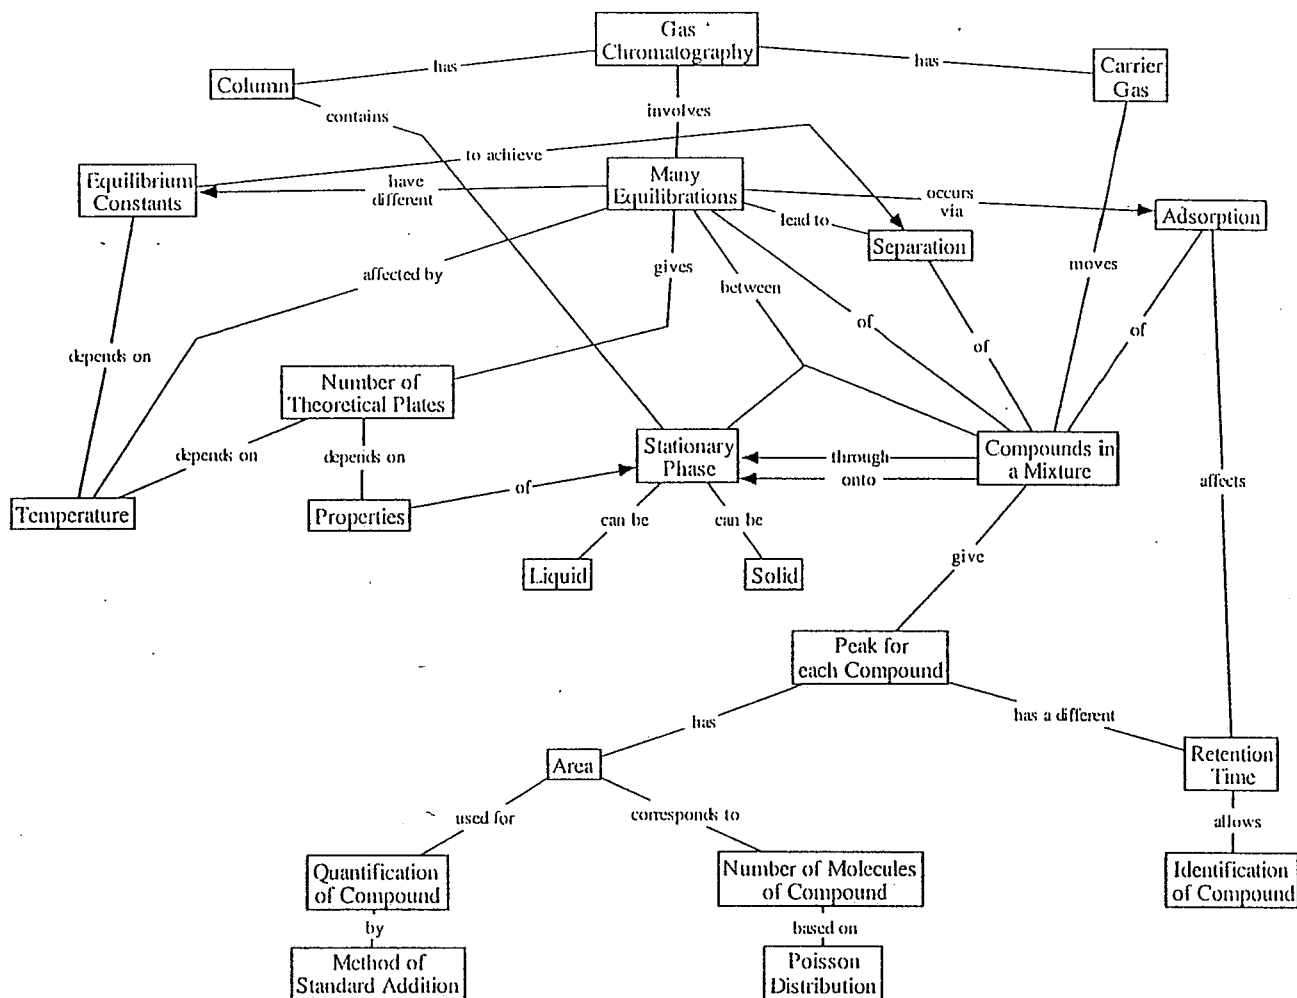 Gas
Chromatography
has
has
Column
Carrier
Gas
contains
involves
to achieve
Equilibrium
Constants
have
different
Many
Equilibrations
occurs
via
Adsorption
lead to
Separation
affected by
gives
between
moves
of
of
of
depends on
Number of
Theoretical Plates
depends on
depends on
Stationary
Phase
through
onto
Compounds in
a Mixture
affects
Temperature
Properties
of
can be
can be
Liquid
Solid
give
Peak for
each Compound
has
has a different
Area
Retention
Time
used for
corresponds to
allows
Quantification
of Compound
Number of Molecules
of Compound
Identification
of Compound
by
based on
Method of
Standard Addition
Poisson
Distribution